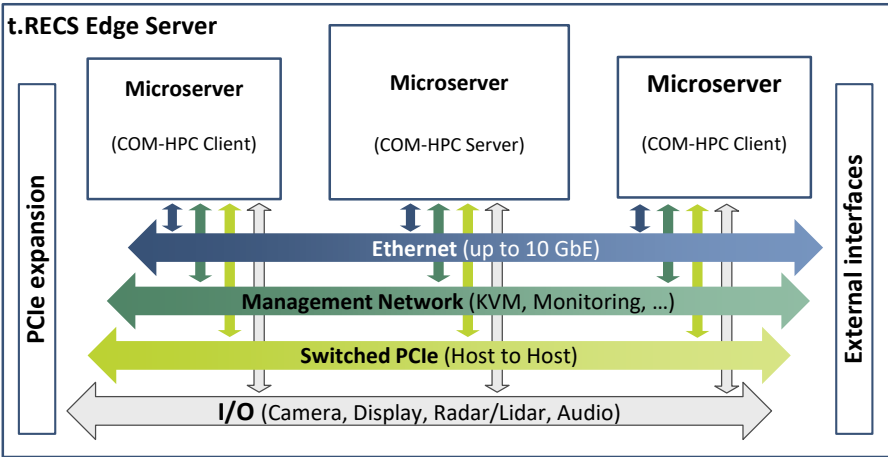 t.RECS Edge Server
PCIe expansion
Microserver
(COM-HPC Client)
Microserver
(COM-HPC Server)
Microserver
(COM-HPC Client)
External interfaces
Ethernet (up to 10 GbE)
Management Network (KVM, Monitoring, ...)
Switched PCIe (Host to Host)
I/O (Camera, Display, Radar/Lidar, Audio)